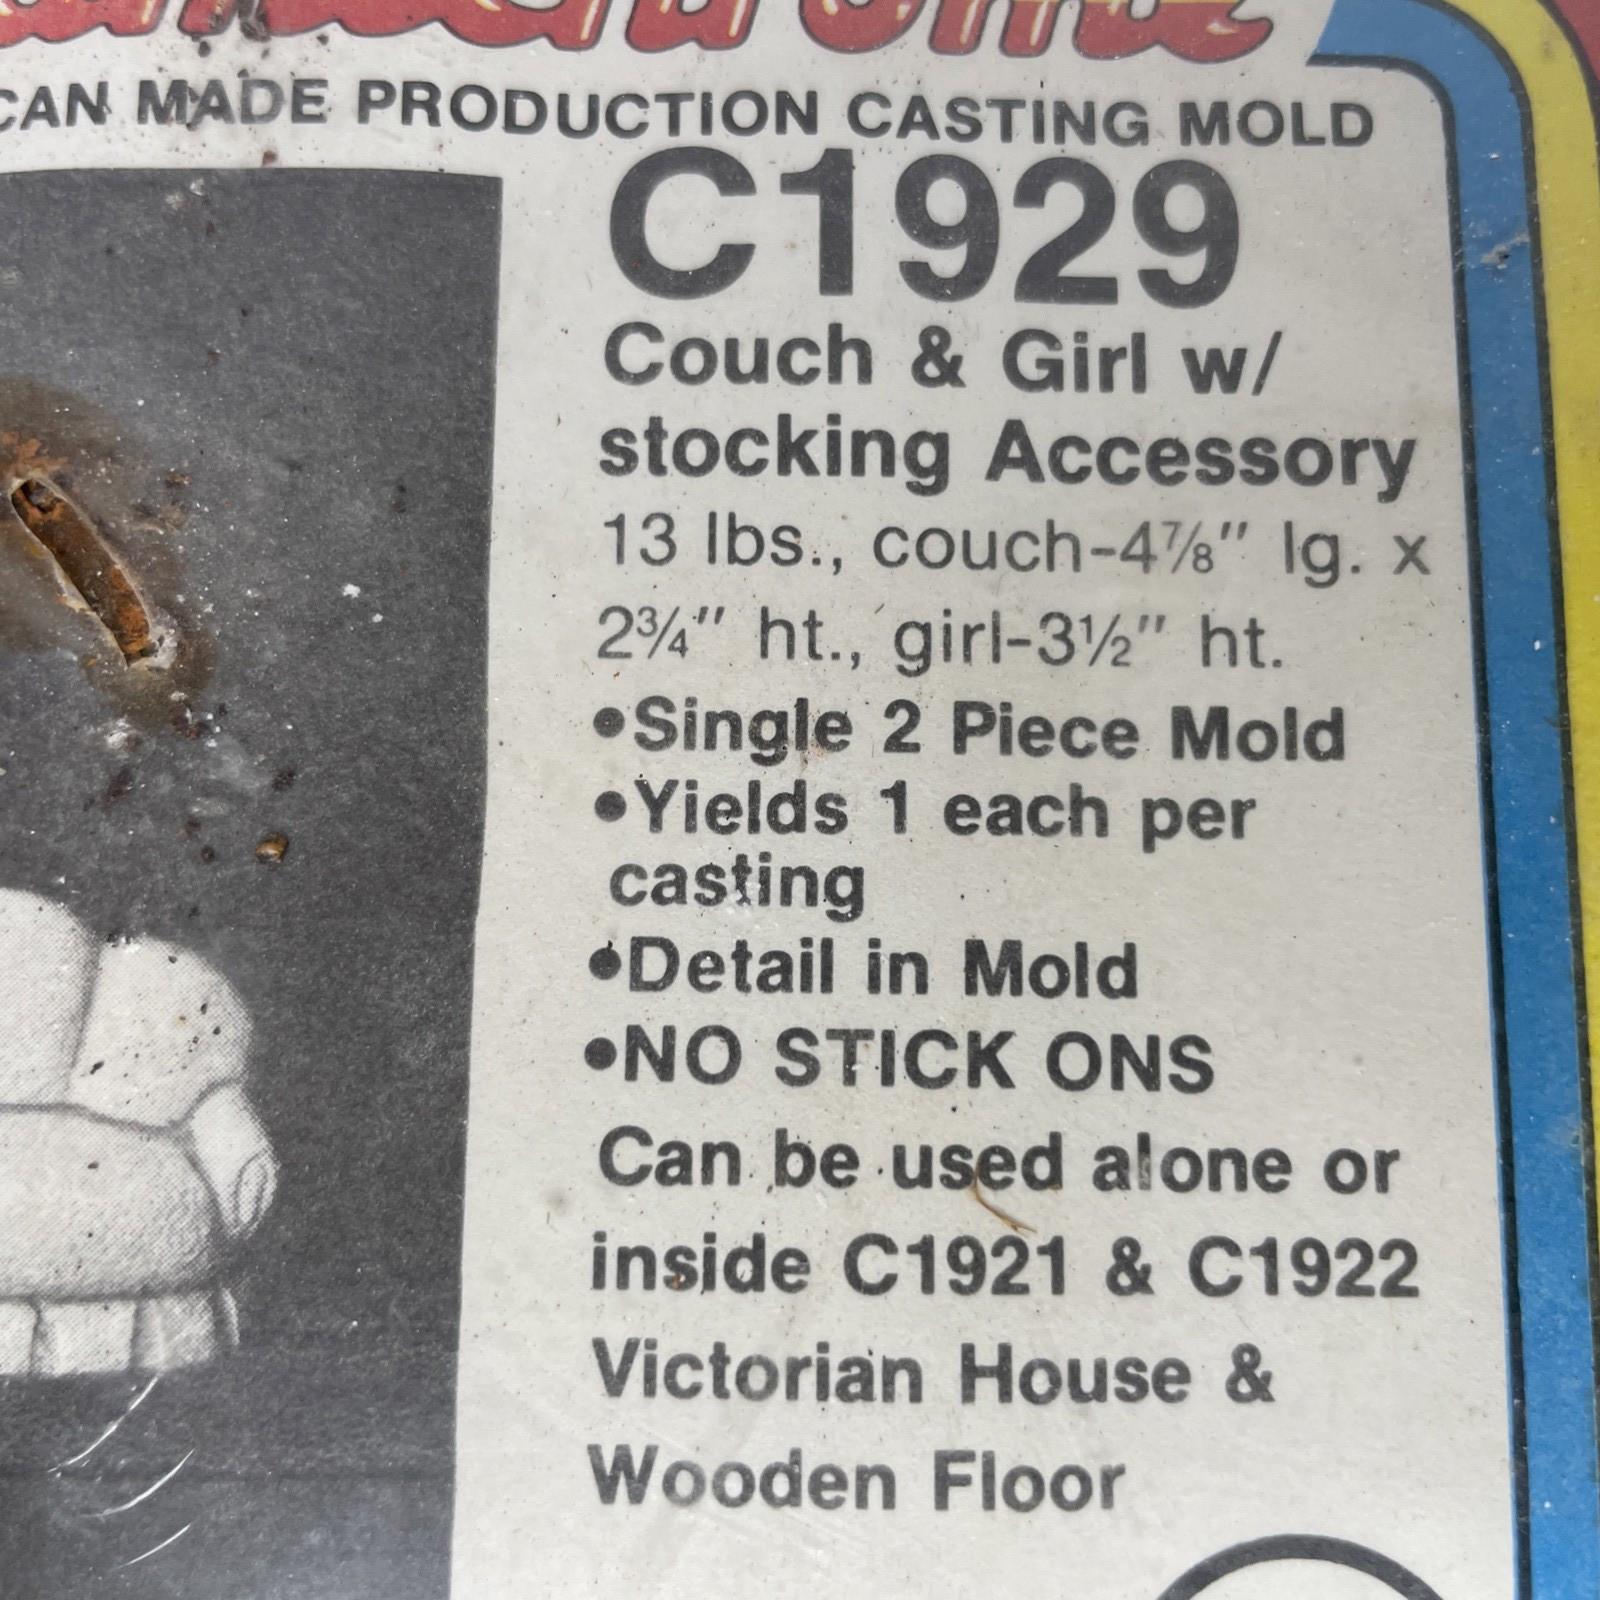 CAN MADE PRODUCTION CASTING MOLD
C1929
Couch & Girl w/
stocking Accessory
13 lbs., couch-4⅞" lg. x
2¾" ht., girl-3½" ht.
•Single 2 Piece Mold
•Yields 1 each per
casting
•Detail in Mold
•NO STICK ONS
Can be used alone or
inside C1921 & C1922
Victorian House &
Wooden Floor